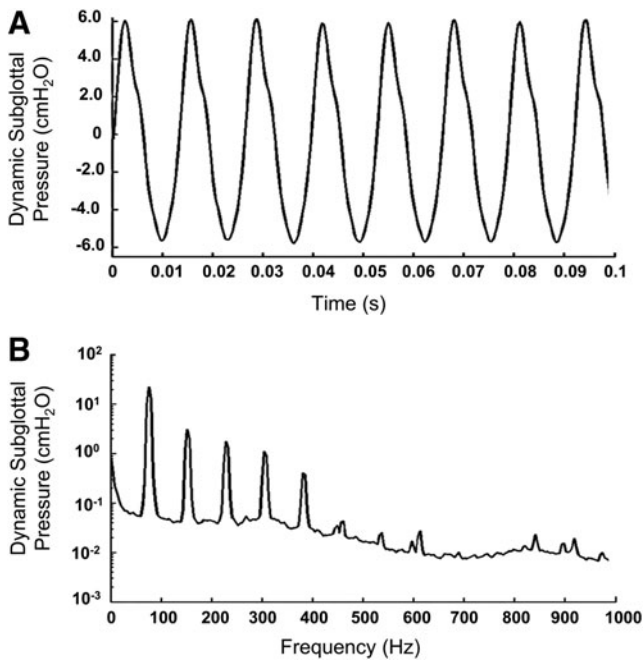 A
Dynamic Subglottal
Pressure (cmH₂O)
6.0
4.0
2.0
0
-2.0
-4.0
-6.0
0 0.01 0.02 0.03 0.04 0.05 0.06 0.07 0.08 0.09 0.1
Time (s)
B
Dynamic Subglottal
Pressure (cmH₂O)
10²
10¹
10⁰
10⁻¹
10⁻²
10⁻³
0 100 200 300 400 500 600 700 800 900 1000
Frequency (Hz)